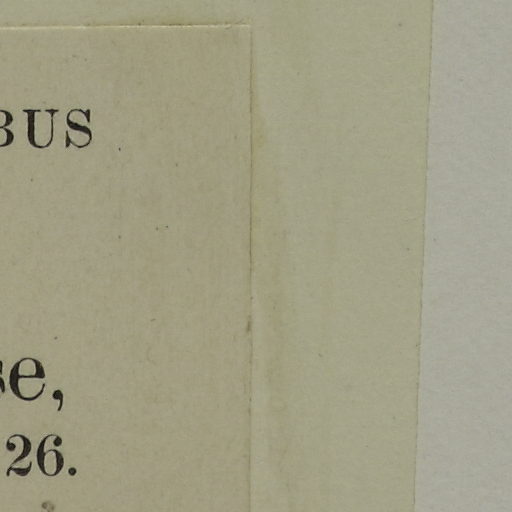 BUS
se,
26.